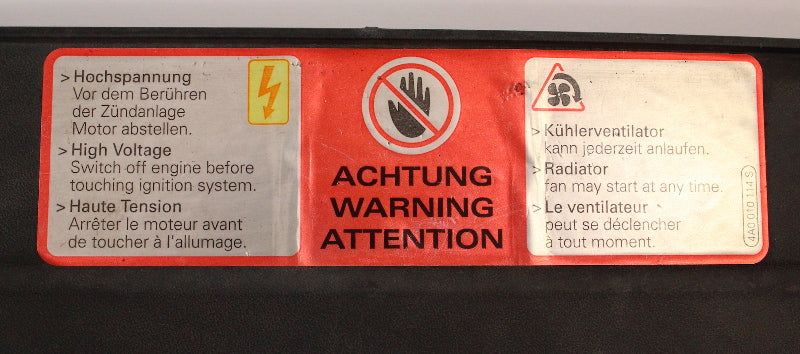 > Hochspannung
Vor dem Berühren
der Zündanlage
Motor abstellen.
> High Voltage
Switch off engine before
touching ignition system.
> Haute Tension
Arrêter le moteur avant
de toucher à l'allumage.
ACHTUNG
WARNING
ATTENTION
> Kühlerventilator
kann jederzeit anlaufen.
> Radiator
fan may start at any time.
> Le ventilateur
peut se déclencher
à tout moment.
4A0 010 114 S